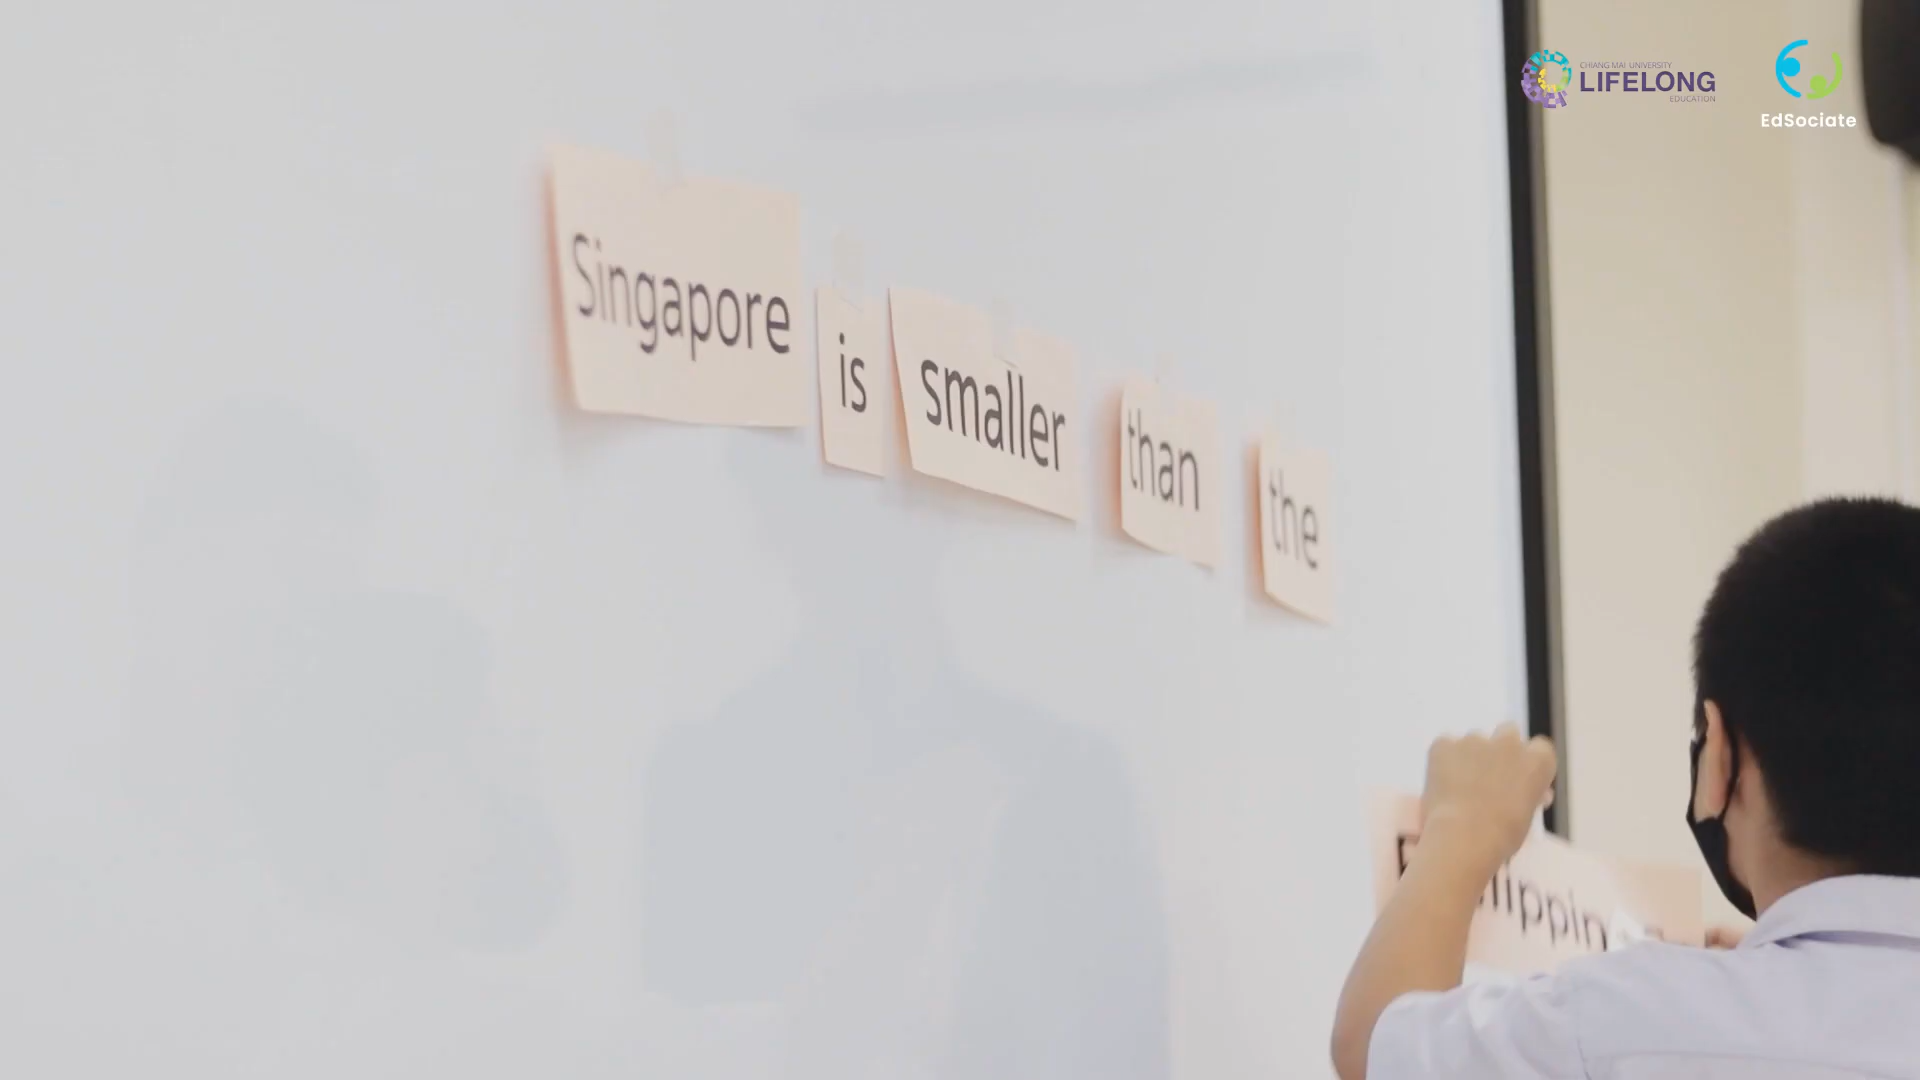 CHIANG MAI UNIVERSITY
LIFELONG
EDUCATION
EdSociate
Singapore is smaller than the